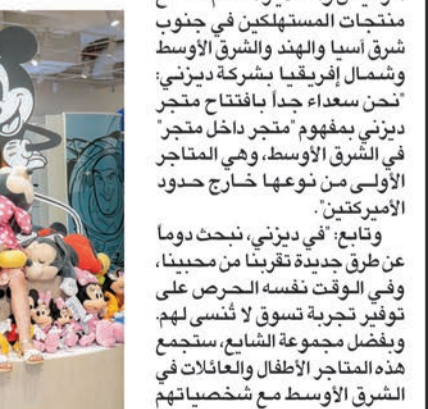 منتجات المستهلكين في جنوب
شرق آسيا والهند والشرق الأوسط
وشمال إفريقيا بشركة ديزني:
"نحن سعداء جداً بافتتاح متجر
ديزني بمفهوم "متجر داخل متجر"
في الشرق الأوسط، وهي المتاجر
الأولى من نوعها خارج حدود
الأميركتين".
وتابع: "في ديزني، نبحث دوماً
عن طرق جديدة تقربنا من محبينا،
وفي الوقت نفسه الحرص على
توفير تجربة تسوق لا تُنسى لهم.
وبفضل مجموعة الشايع، ستجمع
هذه المتاجر الأطفال والعائلات في
الشرق الأوسط مع شخصياتهم